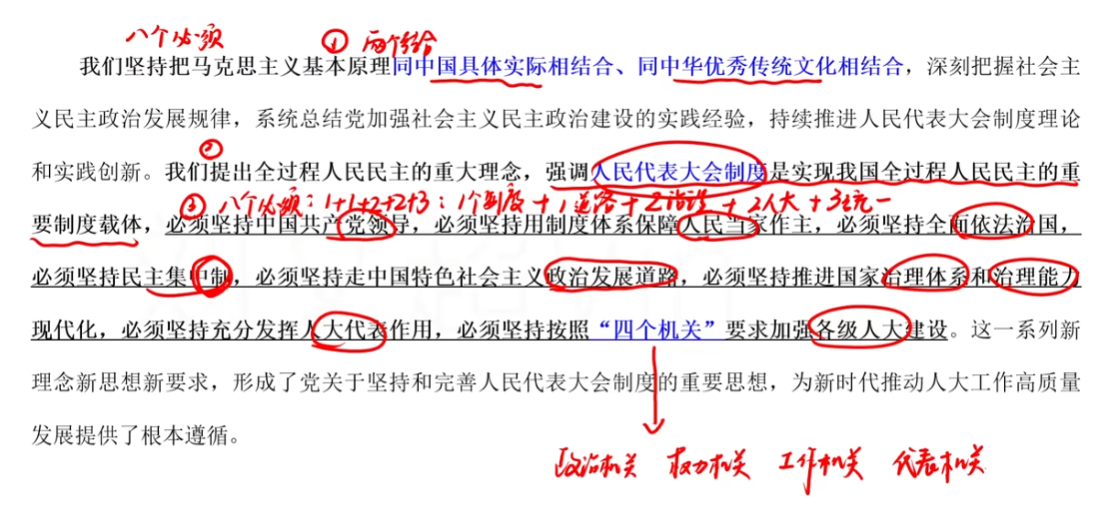 八个必须 ① 两个结合
我们坚持把马克思主义基本原理同中国具体实际相结合、同中华优秀传统文化相结合，深刻把握社会主
义民主政治发展规律，系统总结党加强社会主义民主政治建设的实践经验，持续推进人民代表大会制度理论
②
和实践创新。我们提出全过程人民民主的重大理念，强调人民代表大会制度是实现我国全过程人民民主的重
③ 八个必须：1+1+2+2+3：1个制度+1道路+2治理+2人大+3统一
要制度载体，必须坚持中国共产党领导，必须坚持用制度体系保障人民当家作主，必须坚持全面依法治国，
必须坚持民主集中制，必须坚持走中国特色社会主义政治发展道路，必须坚持推进国家治理体系和治理能力
现代化，必须坚持充分发挥人大代表作用，必须坚持按照“四个机关”要求加强各级人大建设。这一系列新
理念新思想新要求，形成了党关于坚持和完善人民代表大会制度的重要思想，为新时代推动人大工作高质量
发展提供了根本遵循。
政治机关 权力机关 工作机关 代表机关